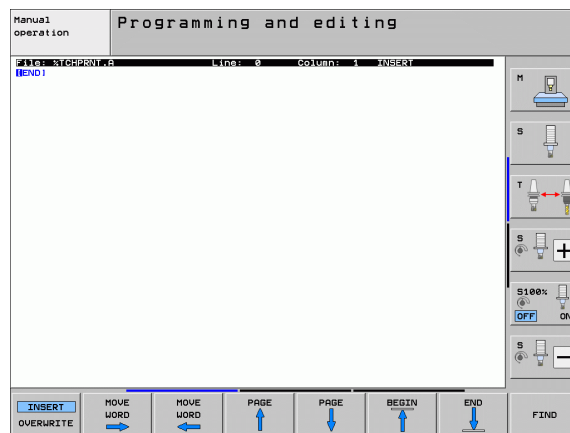 Manual
operation
Programming and editing
File: %TCHPRNT.A Line: 0 Column: 1 INSERT
[END]
M
S
T
S
S100%
OFF ON
S
INSERT
OVERWRITE
MOVE
WORD
MOVE
WORD
PAGE
PAGE
BEGIN
END
FIND